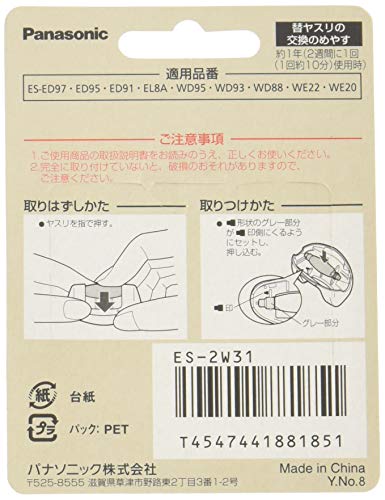 Panasonic
替ヤスリの
交換のめやす
約1年(2週間に1回
(1回約10分)使用時)
適用品番
ES-ED97・ED95・ED91・EL8A・WD95・WD93・WD88・WE22・WE20
ご注意事項
1.ご使用商品の取扱説明書をお読みのうえ、正しくお使いください。
2.完全に取り付けていないと、破損のおそれがありますので、
ご注意ください。
取りはずしかた
●ヤスリを指で押す。
取りつけかた
● 形状のグレー部分
が 印側にくるよう
にセットし、
押し込む。
印
グレー部分
ES-2W31
紙
台紙
プラ
パック: PET
T4547441881851
パナソニック株式会社
〒525-8555 滋賀県草津市野路東2丁目3番1-2号
Made in China
Y.No.8